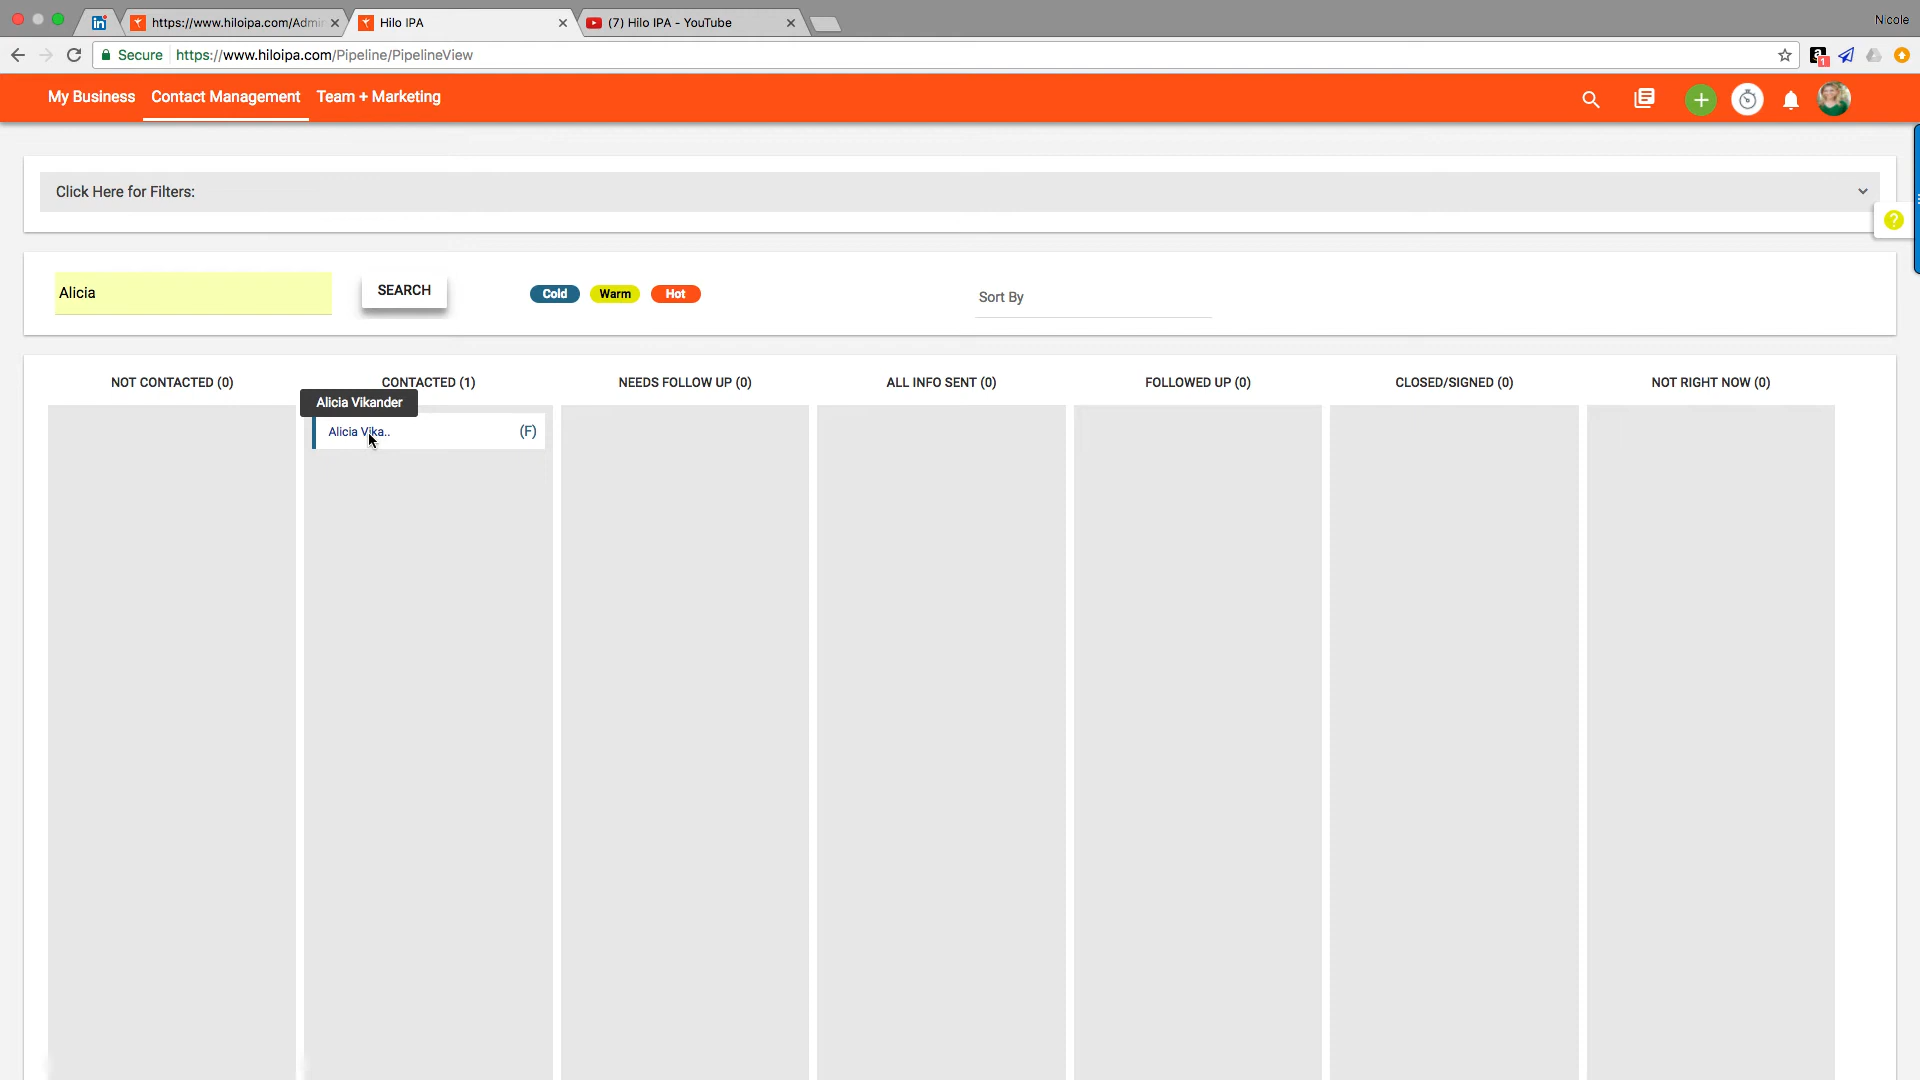 https://www.hiloipa.com/Admi
Hilo IPA
(7) Hilo IPA - YouTube
Nicole
Secure
https://www.hiloipa.com/Pipeline/PipelineView
a
1
in
My Business
Contact Management
Team + Marketing
Click Here for Filters:
?
Alicia
SEARCH
Cold
Warm
Hot
Sort By
NOT CONTACTED (0)
CONTACTED (1)
NEEDS FOLLOW UP (0)
ALL INFO SENT (0)
FOLLOWED UP (0)
CLOSED/SIGNED (0)
NOT RIGHT NOW (0)
Alicia Vikander
Alicia Vika..
(F)